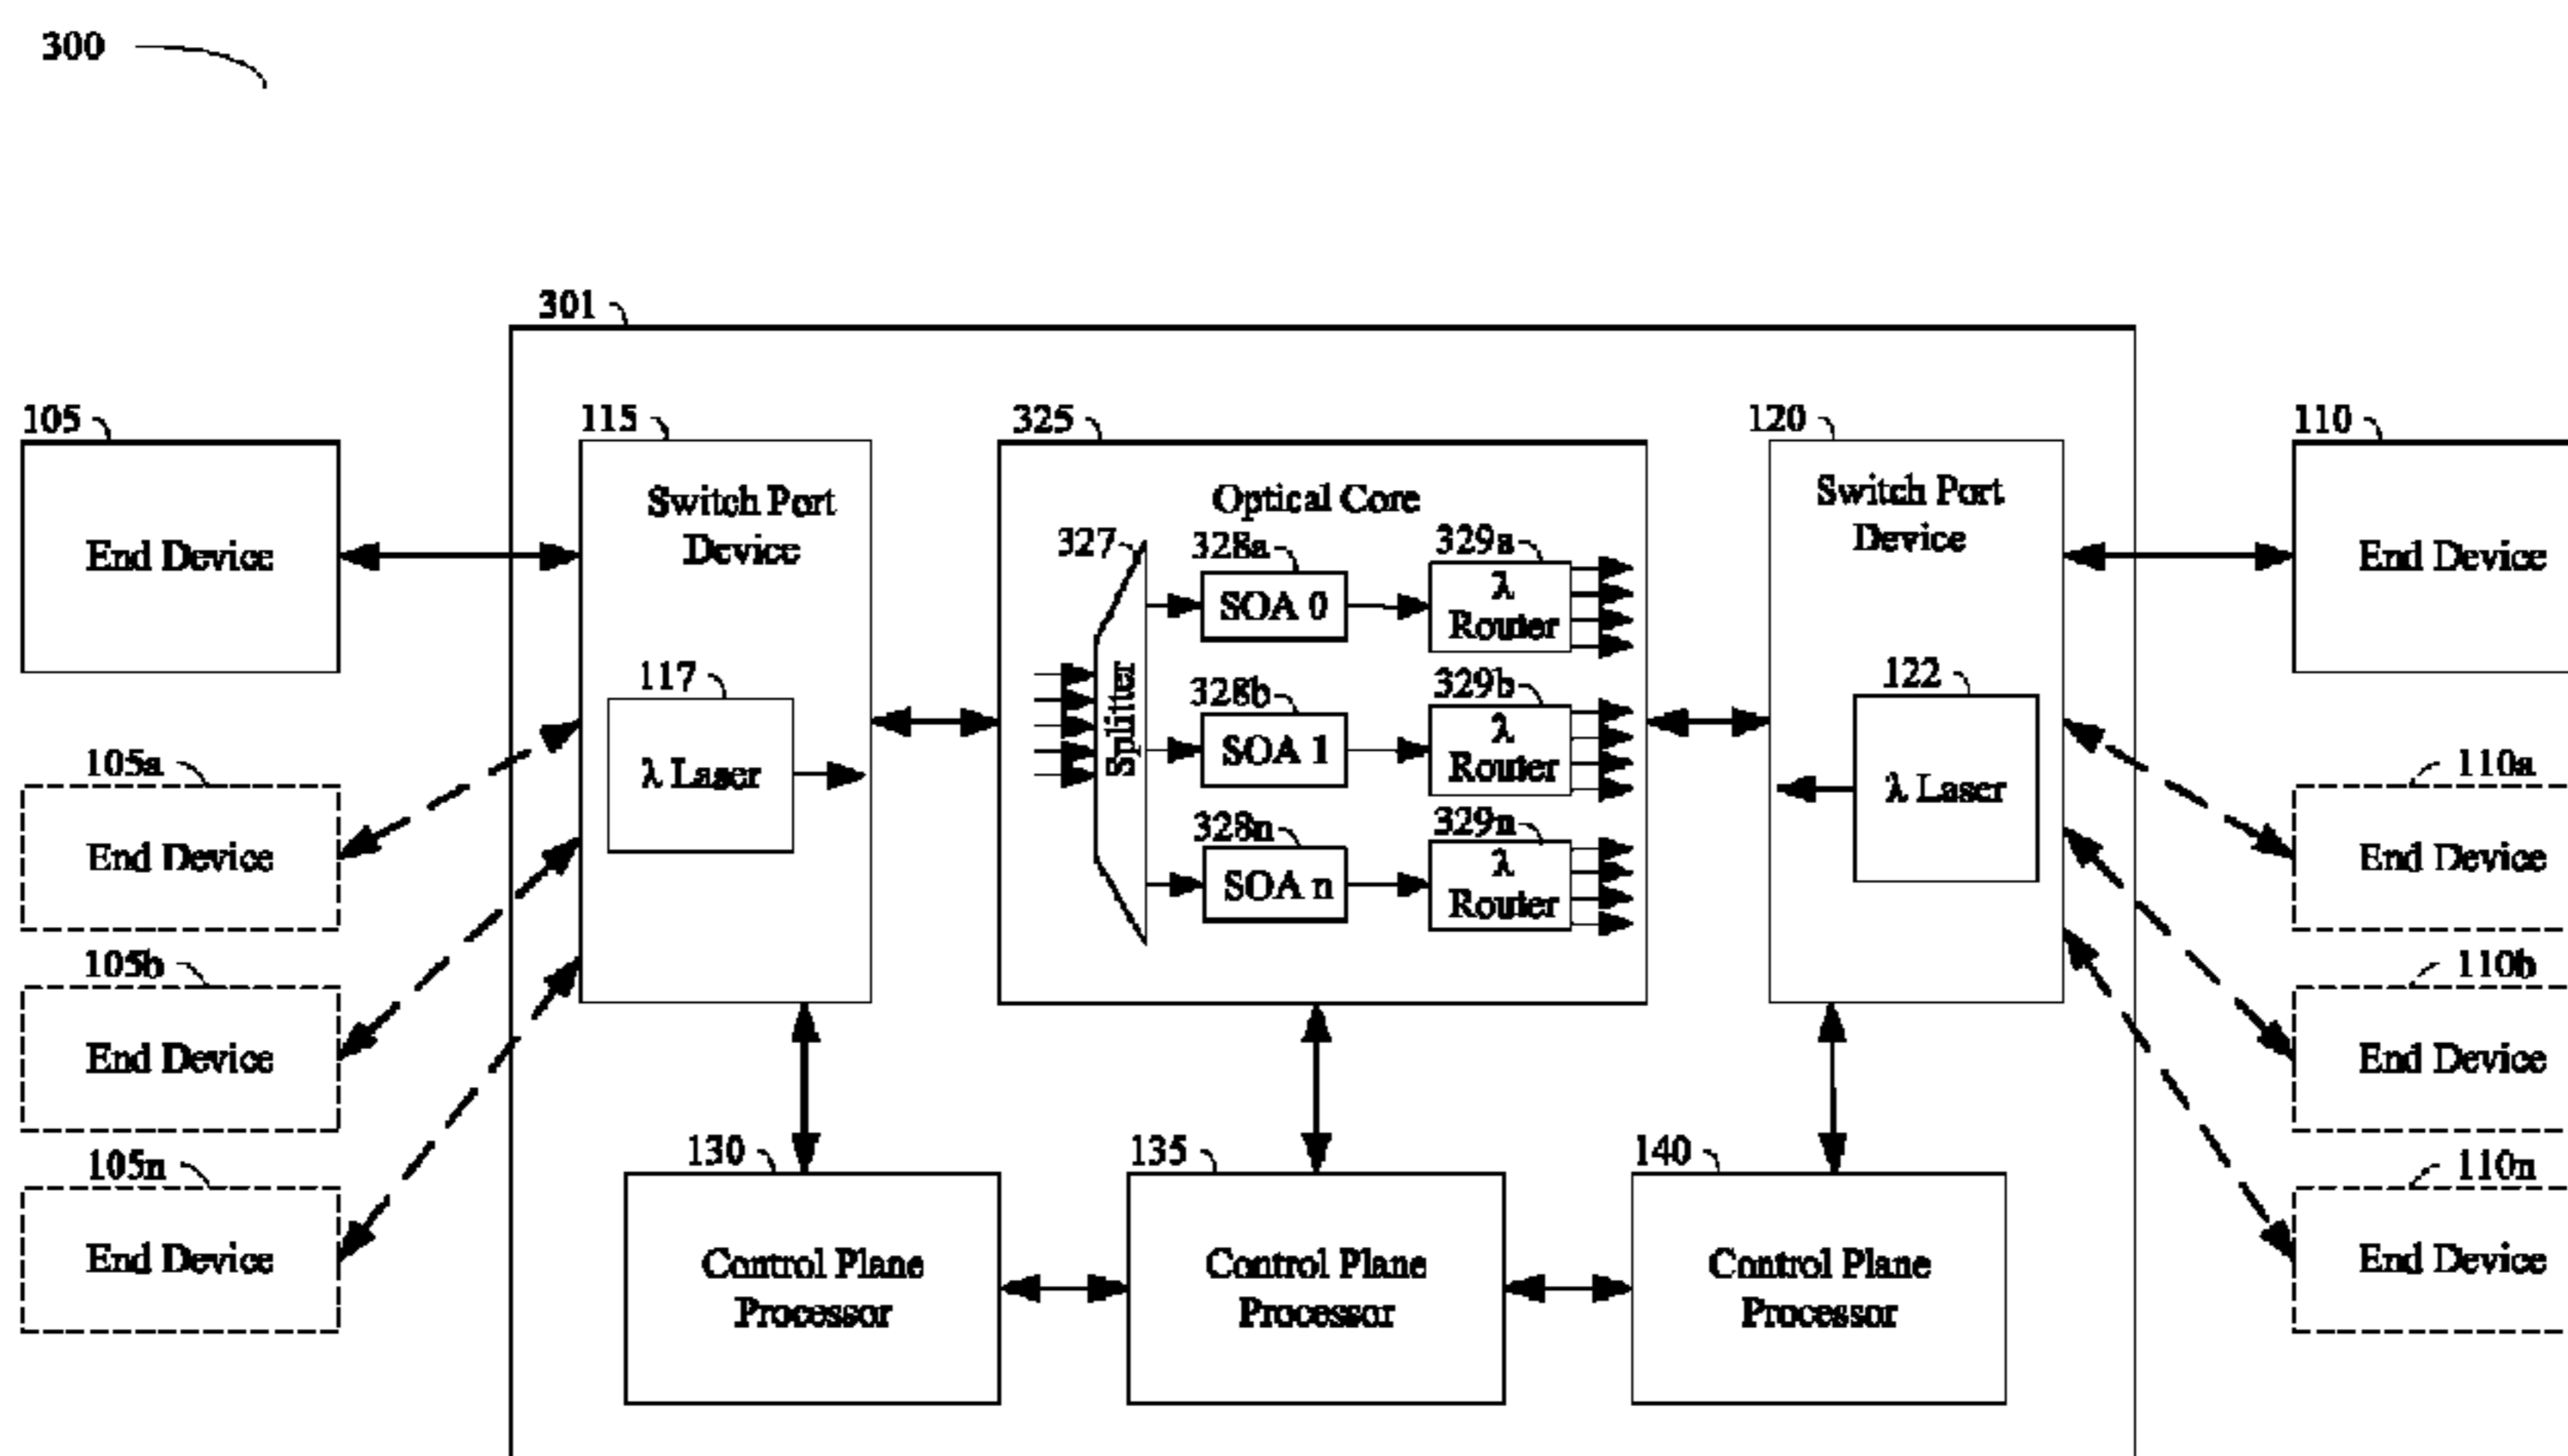 300
301
105
115
325
120
110
End Device
Switch Port
Device
Optical Core
Switch Port
Device
End Device
327
328a
329a
SOA 0
λ
Router
117
λ Laser
Splitter
328b
329b
SOA 1
λ
Router
122
λ Laser
328n
329n
SOA n
λ
Router
105a
End Device
110a
End Device
105b
End Device
110b
End Device
105n
End Device
110n
End Device
130
Control Plane
Processor
135
Control Plane
Processor
140
Control Plane
Processor